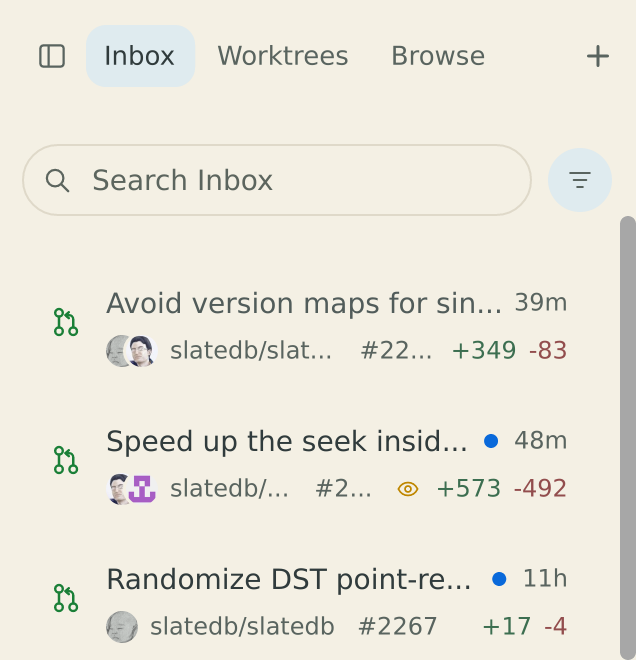 Inbox Worktrees Browse
Search Inbox
Avoid version maps for sin... 39m
slatedb/slat... #22... +349 -83
Speed up the seek insid... 48m
slatedb/... #2... +573 -492
Randomize DST point-re... 11h
slatedb/slatedb #2267 +17 -4